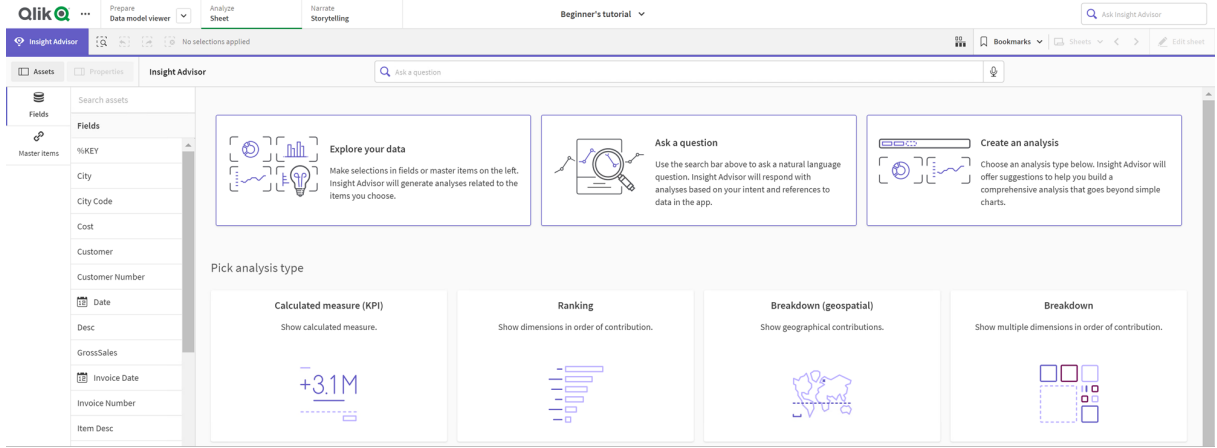 Qlik
Prepare
Data model viewer
Analyze
Sheet
Narrate
Storytelling
Beginner's tutorial
Ask Insight Advisor
Insight Advisor
No selections applied
Bookmarks
Sheets
Edit sheet
Assets
Properties
Insight Advisor
Ask a question
Fields
Master Items
Search assets
Fields
%KEY
City
City Code
Cost
Customer
Customer Number
Date
Desc
GrossSales
Invoice Date
Invoice Number
Item Desc
Explore your data
Make selections in fields or master items on the left.
Insight Advisor will generate analyses related to the
items you choose.
Ask a question
Use the search bar above to ask a natural language
question. Insight Advisor will respond with
analyses based on your intent and references to
data in the app.
Create an analysis
Choose an analysis type below. Insight Advisor will
offer suggestions to help you build a
comprehensive analysis that goes beyond simple
charts.
Pick analysis type
Calculated measure (KPI)
Show calculated measure.
+3.1M
Ranking
Show dimensions in order of contribution.
Breakdown (geospatial)
Show geographical contributions.
Breakdown
Show multiple dimensions in order of contribution.